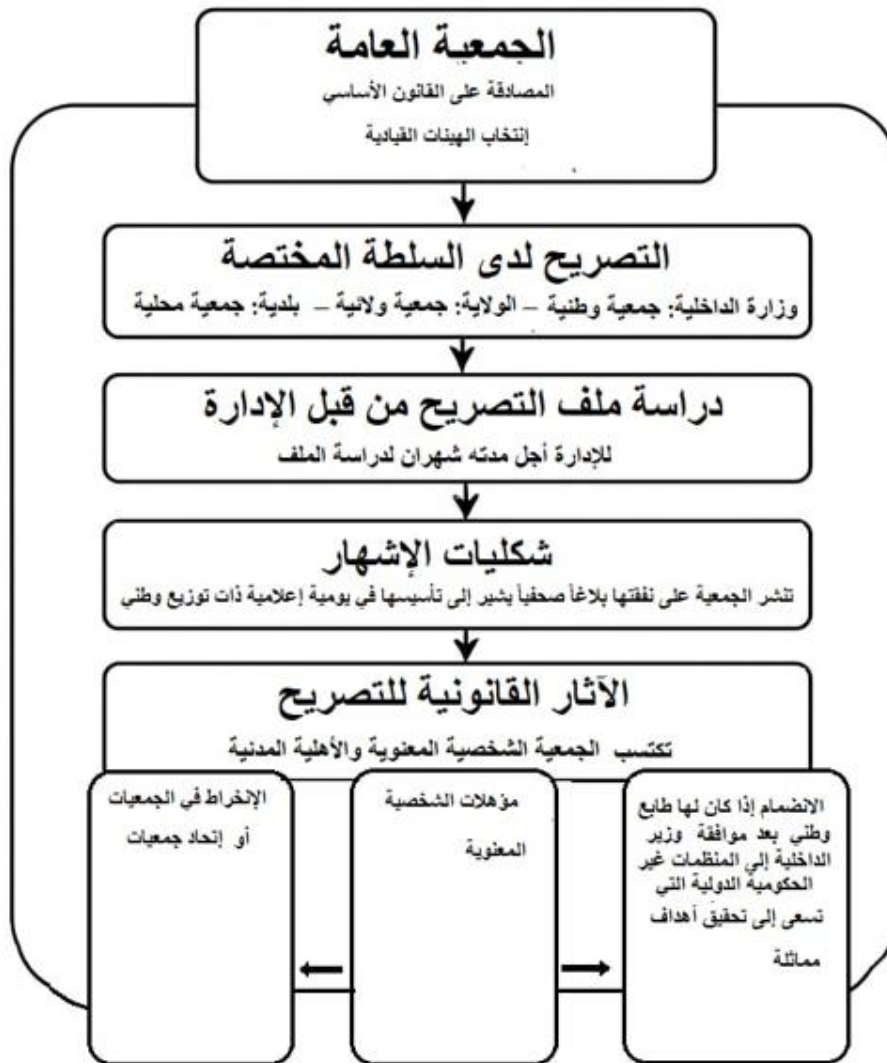 الجمعية العامة
المصادقة على القانون الأساسي
إنتخاب الهيئات القيادية
التصريح لدى السلطة المختصة
وزارة الداخلية: جمعية وطنية – الولاية: جمعية ولائية – بلدية: جمعية محلية
دراسة ملف التصريح من قبل الإدارة
للإدارة أجل مدته شهران لدراسة الملف
شكليات الإشهار
تنشر الجمعية على نفقتها بلاغاً صحفياً يشير إلى تأسيسها في يومية إعلامية ذات توزيع وطني
الآثار القانونية للتصريح
تكتسب الجمعية الشخصية المعنوية والأهلية المدنية
الانضمام إذا كان لها طابع
وطني بعد موافقة وزير
الداخلية إلى المنظمات غير
الحكومية الدولية التي
تسعى إلى تحقيق أهداف
مماثلة
مؤهلات الشخصية
المعنوية
الإنخراط في الجمعيات
أو إتحاد جمعيات